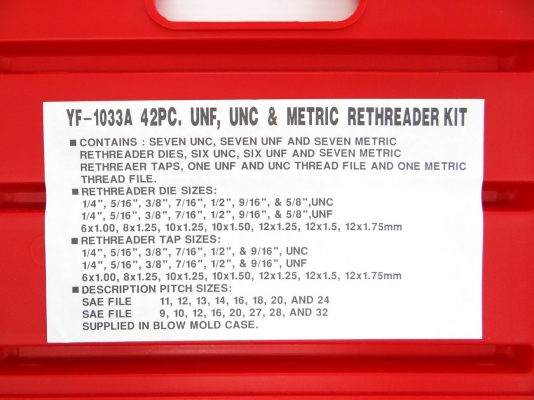 YF-1033A 42PC. UNF, UNC & METRIC RETHREADER KIT
■ CONTAINS : SEVEN UNC, SEVEN UNF AND SEVEN METRIC
RETHREADER DIES, SIX UNC, SIX UNF AND SEVEN METRIC
RETHREAER TAPS, ONE UNF AND UNC THREAD FILE AND ONE METRIC
THREAD FILE.
■ RETHREADER DIE SIZES:
1/4", 5/16", 3/8", 7/16", 1/2", 9/16", & 5/8",UNC
1/4", 5/16", 3/8", 7/16", 1/2", 9/16", & 5/8",UNF
6x1.00, 8x1.25, 10x1.25, 10x1.50, 12x1.25, 12x1.5, 12x1.75mm
■ RETHREADER TAP SIZES:
1/4", 5/16", 3/8", 7/16", 1/2", & 9/16", UNC
1/4", 5/16", 3/8", 7/16", 1/2", & 9/16", UNF
6x1.00, 8x1.25, 10x1.25, 10x1.50, 12x1.25, 12x1.5, 12x1.75mm
■ DESCRIPTION PITCH SIZES:
SAE FILE 11, 12, 13, 14, 16, 18, 20, AND 24
SAE FILE 9, 10, 12, 16, 20, 27, 28, AND 32
SUPPLIED IN BLOW MOLD CASE.